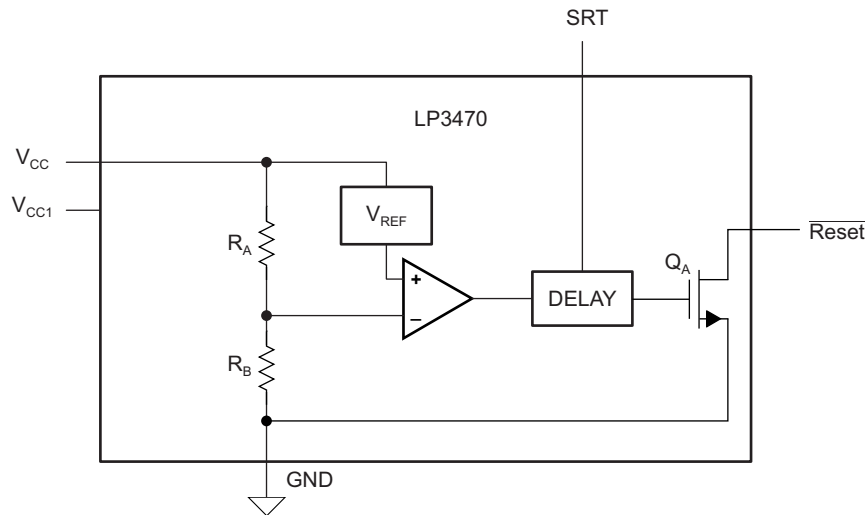 SRT
LP3470
VCC
VCC1
VREF
RA
+
Reset
QA
DELAY
−
RB
GND